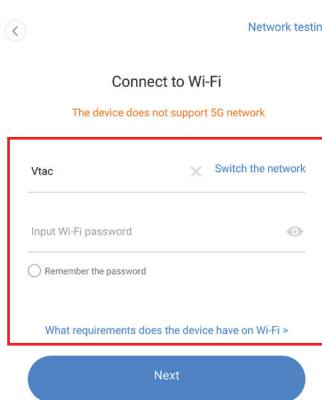 Network testin
Connect to Wi-Fi
The device does not support 5G network
Vtac Switch the network
Input Wi-Fi password
Remember the password
What requirements does the device have on Wi-Fi >
Next